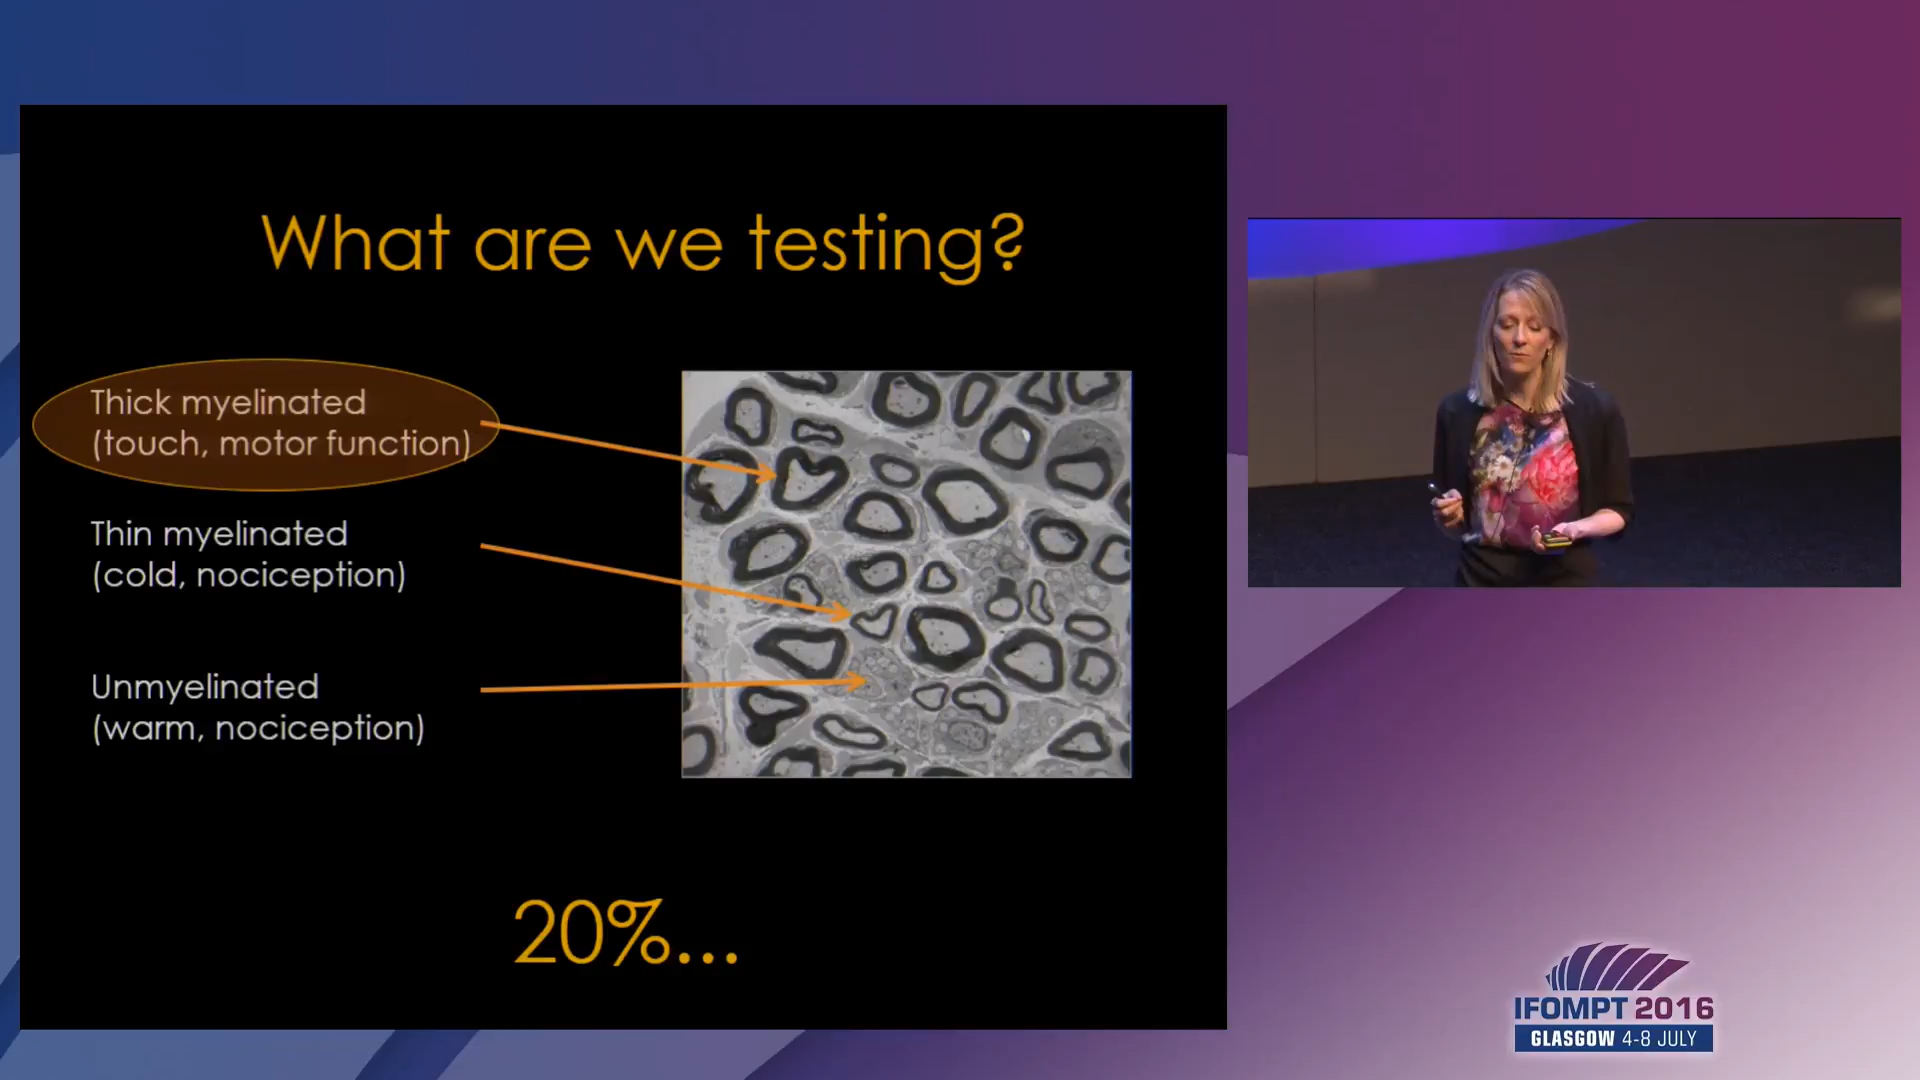 What are we testing?
Thick myelinated
(touch, motor function)
Thin myelinated
(cold, nociception)
Unmyelinated
(warm, nociception)
20%...
IFOMPT 2016
GLASGOW 4-8 JULY